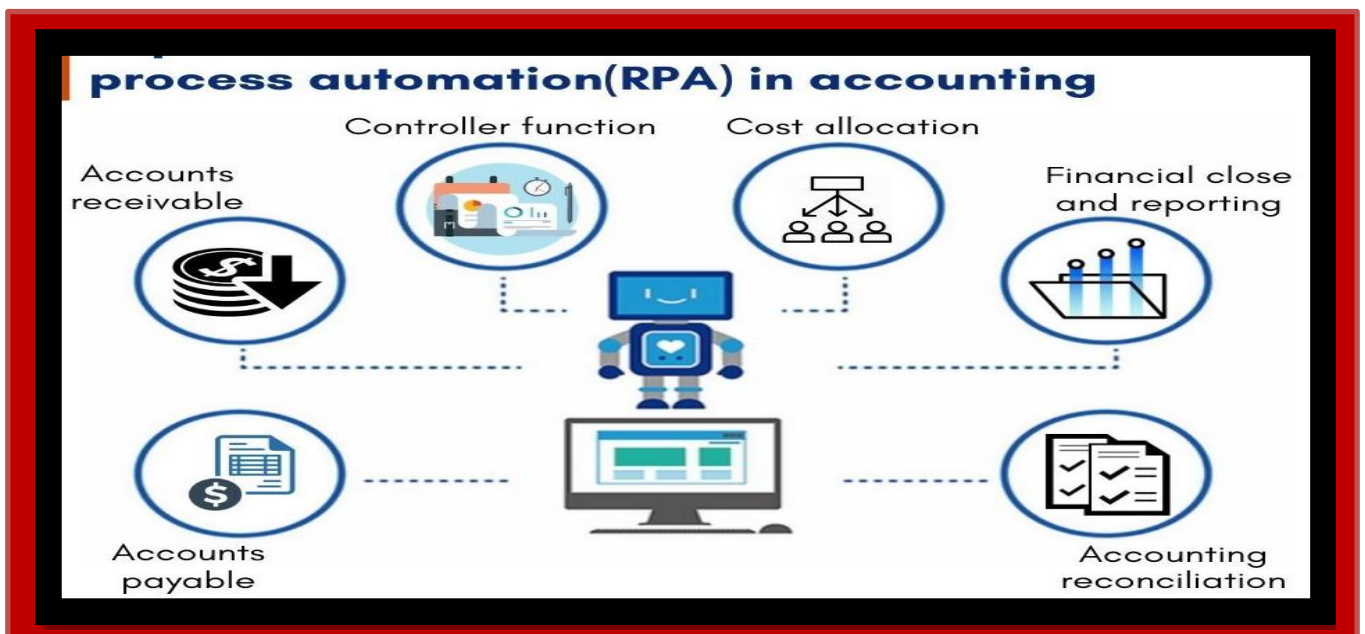 process automation(RPA) in accounting
Controller function
Cost allocation
Accounts
receivable
Financial close
and reporting
Accounts
payable
Accounting
reconciliation